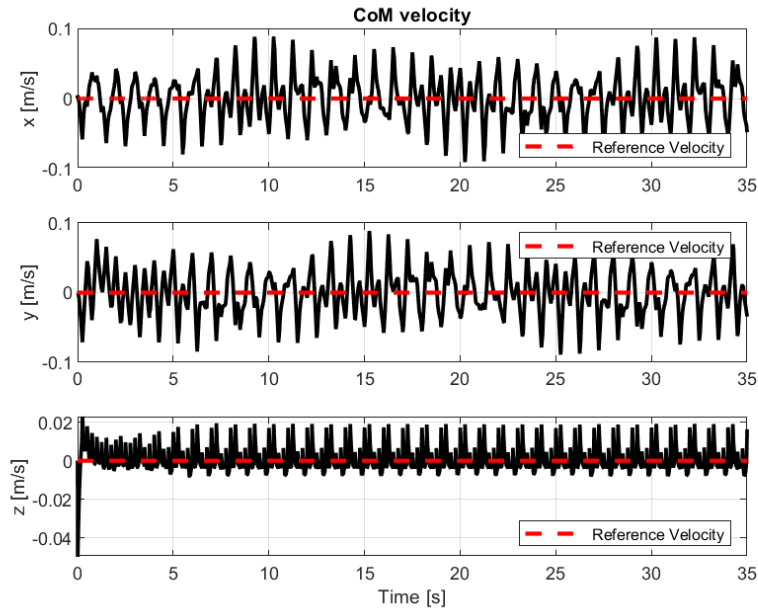 CoM velocity
0.1
0
-0.1
x [m/s]
Reference Velocity
0 5 10 15 20 25 30 35
0.1
0
-0.1
y [m/s]
Reference Velocity
0 5 10 15 20 25 30 35
0.02
0
-0.02
-0.04
z [m/s]
Reference Velocity
0 5 10 15 20 25 30 35
Time [s]